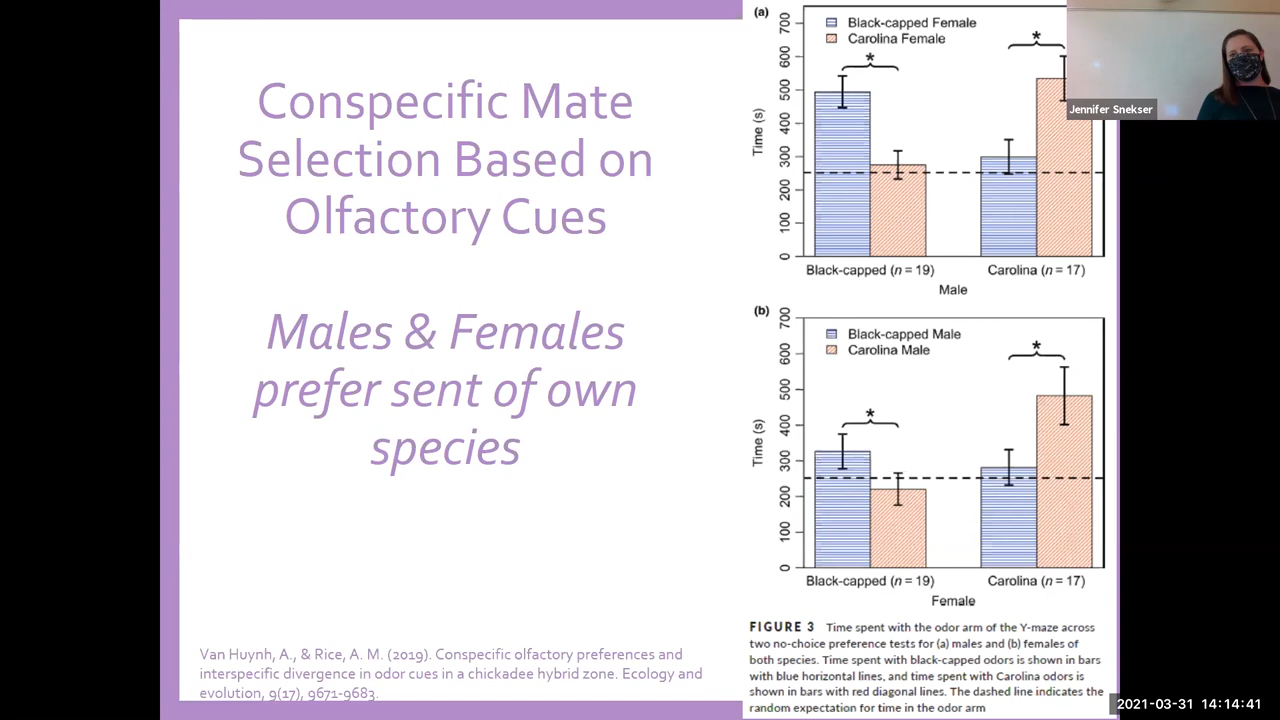 Conspecific Mate
Selection Based on
Olfactory Cues
Males & Females
prefer sent of own
species
Van Huynh, A., & Rice, A. M. (2019). Conspecific olfactory preferences and
interspecific divergence in odor cues in a chickadee hybrid zone. Ecology and
evolution, 9(17), 9671-9683.
(a)
Black-capped Female
Carolina Female
*
*
Time (s)
700
600
500
400
300
200
100
0
Black-capped (n = 19)
Carolina (n = 17)
Male
(b)
Black-capped Male
Carolina Male
*
*
Time (s)
700
600
500
400
300
200
100
0
Black-capped (n = 19)
Carolina (n = 17)
Female
FIGURE 3 Time spent with the odor arm of the Y-maze across
two no-choice preference tests for (a) males and (b) females of
both species. Time spent with black-capped odors is shown in bars
with blue horizontal lines, and time spent with Carolina odors is
shown in bars with red diagonal lines. The dashed line indicates the
random expectation for time in the odor arm
Jennifer Snekser
2021-03-31 14:14:41